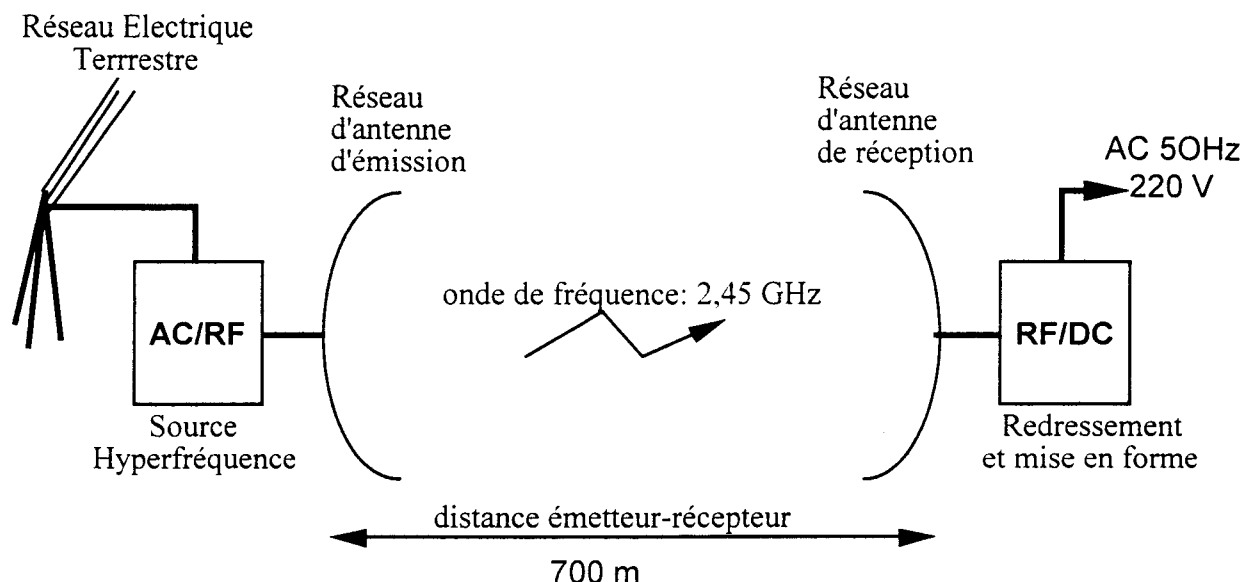 Réseau Electrique
Terrrestre
Réseau
d'antenne
d'émission
Réseau
d'antenne
de réception
AC 5OHz
220 V
onde de fréquence: 2,45 GHz
AC/RF
RF/DC
Source
Hyperfréquence
Redressement
et mise en forme
distance émetteur-récepteur
700 m